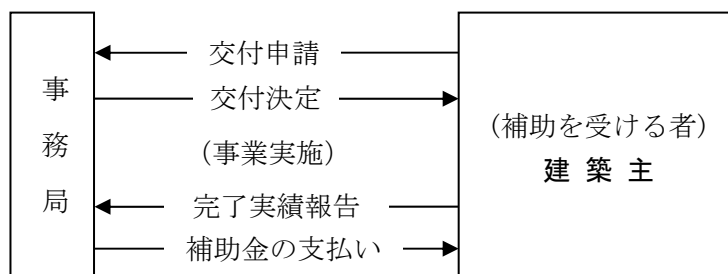 事務局
交付申請
交付決定
(事業実施)
完了実績報告
補助金の支払い
(補助を受ける者)
建築主